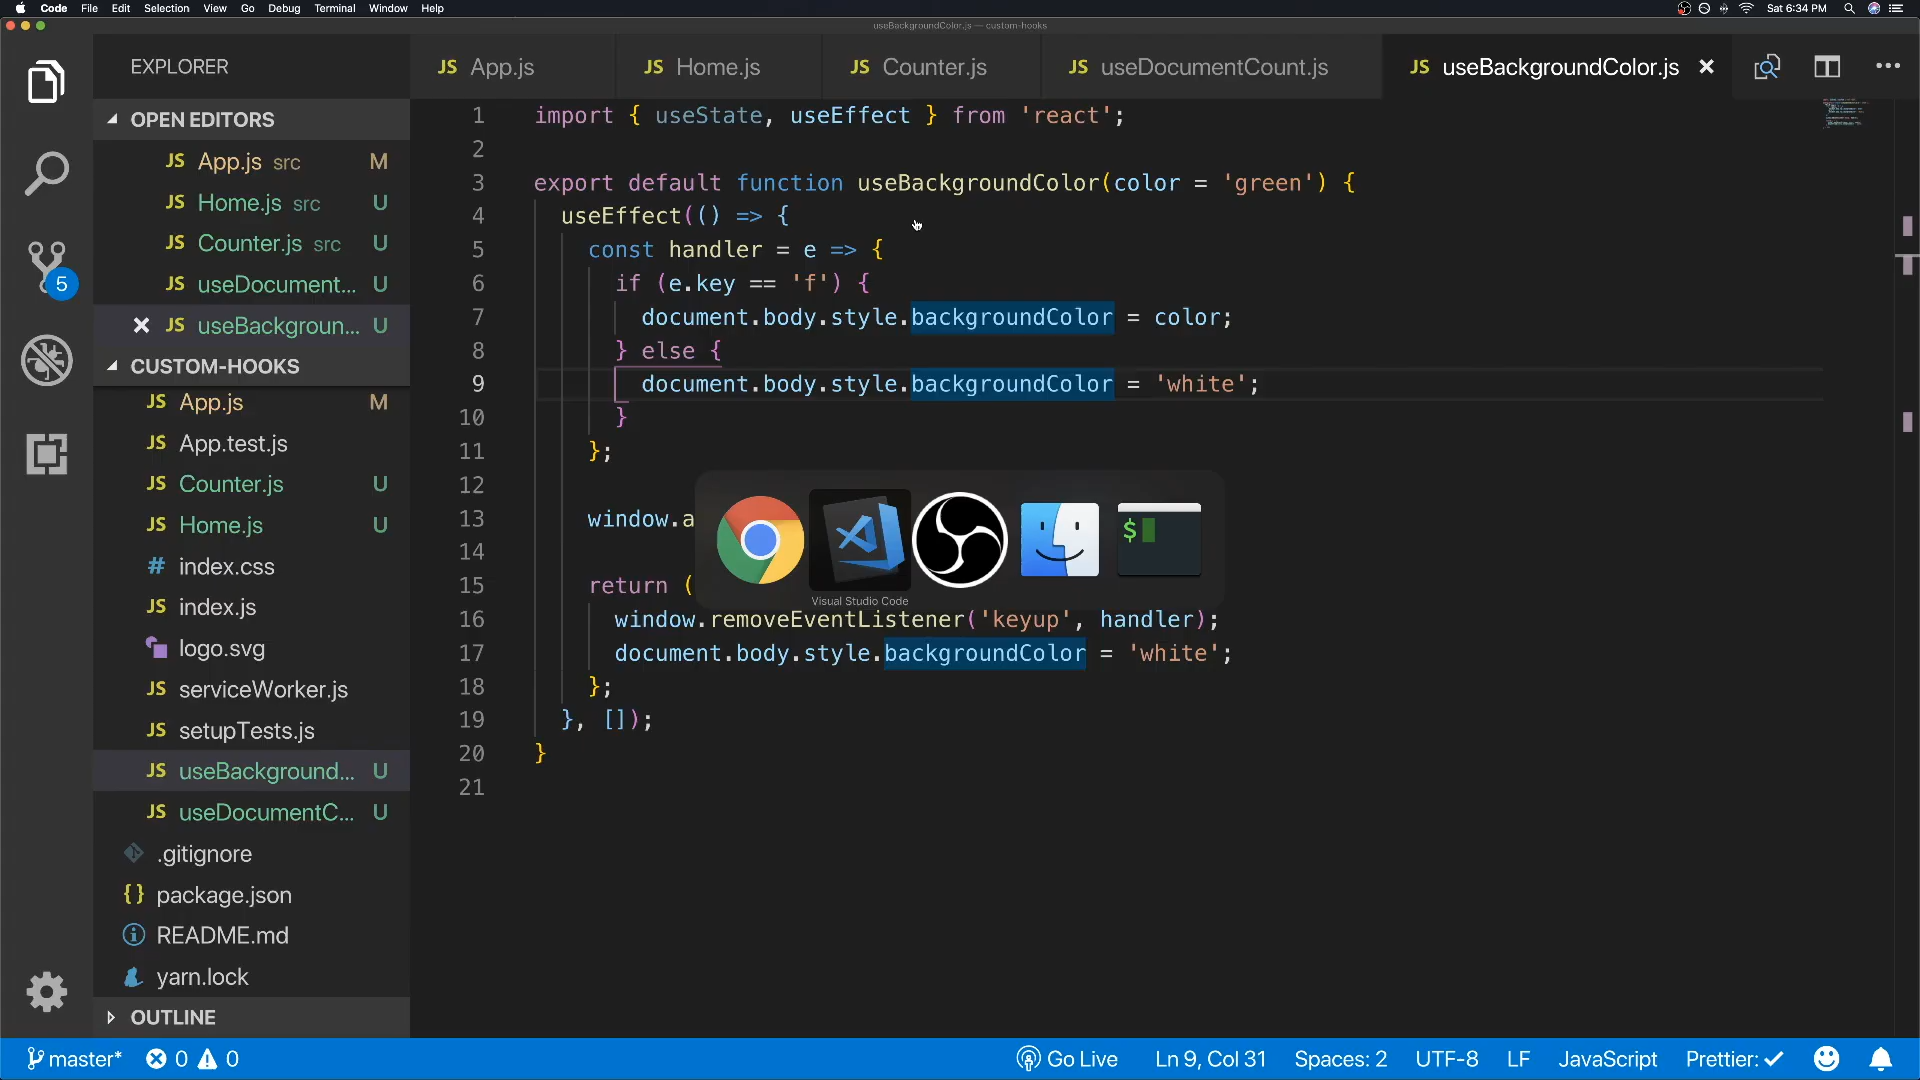 Code File Edit Selection View Go Debug Terminal Window Help Sat 6:34 PM
useBackgroundColor.js — custom-hooks
EXPLORER
JS App.js JS Home.js JS Counter.js JS useDocumentCount.js JS useBackgroundColor.js
OPEN EDITORS
JS App.js src M
JS Home.js src U
JS Counter.js src U
JS useDocument... U
JS useBackgroun... U
CUSTOM-HOOKS
JS App.js M
JS App.test.js
JS Counter.js U
JS Home.js U
# index.css
JS index.js
logo.svg
JS serviceWorker.js
JS setupTests.js
JS useBackground... U
JS useDocumentC... U
.gitignore
{} package.json
README.md
yarn.lock
OUTLINE
5
1 import { useState, useEffect } from 'react';
2
3 export default function useBackgroundColor(color = 'green') {
4 useEffect(() => {
5 const handler = e => {
6 if (e.key == 'f') {
7 document.body.style.backgroundColor = color;
8 } else {
9 document.body.style.backgroundColor = 'white';
10 }
11 };
12
13 window.a
14
15 return (
16 window.removeEventListener('keyup', handler);
17 document.body.style.backgroundColor = 'white';
18 };
19 }, []);
20 }
21
$
Visual Studio Code
master* 0 0 Go Live Ln 9, Col 31 Spaces: 2 UTF-8 LF JavaScript Prettier: ✓